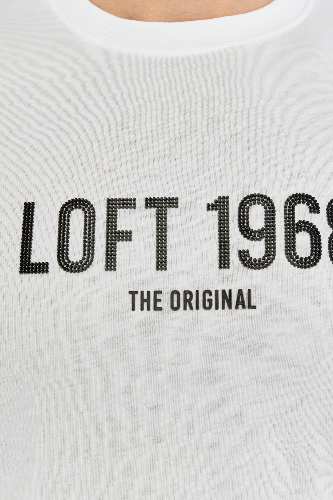 LOFT 1968
THE ORIGINAL